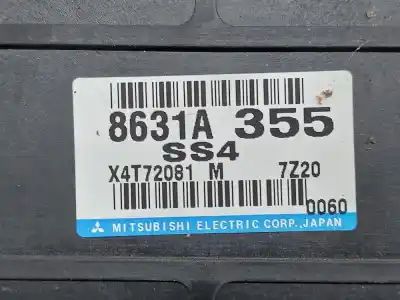 8631A 355
SS4
X4T72081 M 7Z20
0060
MITSUBISHI ELECTRIC CORP., JAPAN